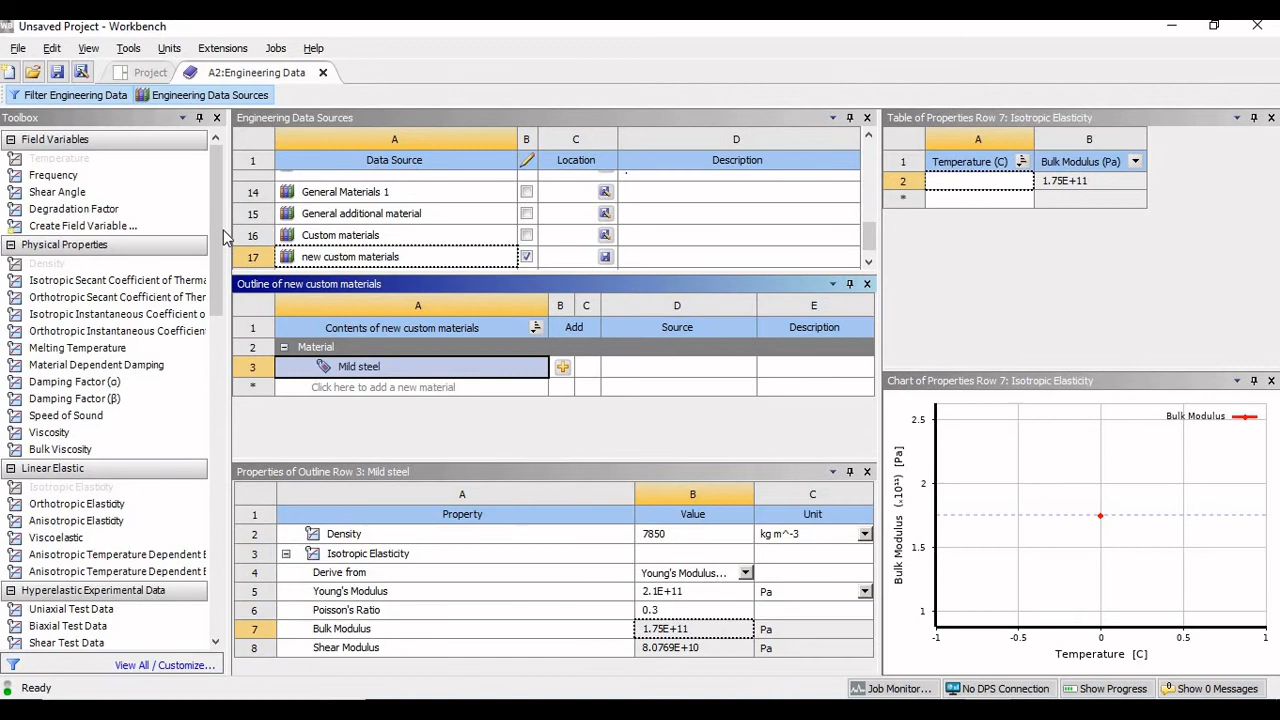 Unsaved Project - Workbench
File Edit View Tools Units Extensions Jobs Help
Project A2:Engineering Data
Filter Engineering Data Engineering Data Sources
Toolbox
Field Variables
Temperature
Frequency
Shear Angle
Degradation Factor
Create Field Variable ...
Physical Properties
Density
Isotropic Secant Coefficient of Therma
Orthotropic Secant Coefficient of Ther
Isotropic Instantaneous Coefficient o
Orthotropic Instantaneous Coefficien
Melting Temperature
Material Dependent Damping
Damping Factor (α)
Damping Factor (β)
Speed of Sound
Viscosity
Bulk Viscosity
Linear Elastic
Isotropic Elasticity
Orthotropic Elasticity
Anisotropic Elasticity
Viscoelastic
Anisotropic Temperature Dependent E
Anisotropic Temperature Dependent E
Hyperelastic Experimental Data
Uniaxial Test Data
Biaxial Test Data
Shear Test Data
View All / Customize...
Engineering Data Sources
A B C D
1 Data Source Location Description
14 General Materials 1
15 General additional material
16 Custom materials
17 new custom materials
Outline of new custom materials
A B C D E
1 Contents of new custom materials Add Source Description
2 Material
3 Mild steel
* Click here to add a new material
Properties of Outline Row 3: Mild steel
A B C
1 Property Value Unit
2 Density 7850 kg m^-3
3 Isotropic Elasticity
4 Derive from Young's Modulus...
5 Young's Modulus 2.1E+11 Pa
6 Poisson's Ratio 0.3
7 Bulk Modulus 1.75E+11 Pa
8 Shear Modulus 8.0769E+10 Pa
Table of Properties Row 7: Isotropic Elasticity
A B
1 Temperature (C) Bulk Modulus (Pa)
2 1.75E+11
*
Chart of Properties Row 7: Isotropic Elasticity
Bulk Modulus
Bulk Modulus (×10¹¹) [Pa]
2.5
2
1.5
1
-1 -0.5 0 0.5 1
Temperature [C]
Ready
Job Monitor... No DPS Connection Show Progress Show 0 Messages